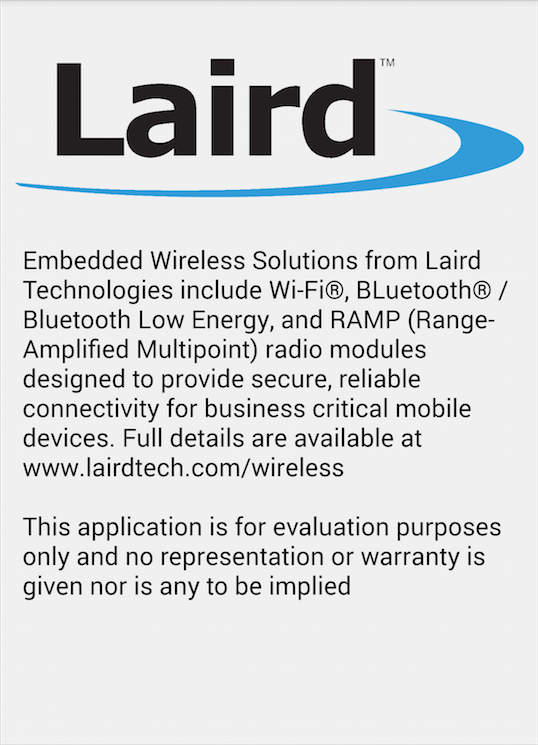 Laird™
Embedded Wireless Solutions from Laird
Technologies include Wi-Fi®, BLuetooth® /
Bluetooth Low Energy, and RAMP (Range-
Amplified Multipoint) radio modules
designed to provide secure, reliable
connectivity for business critical mobile
devices. Full details are available at
www.lairdtech.com/wireless
This application is for evaluation purposes
only and no representation or warranty is
given nor is any to be implied